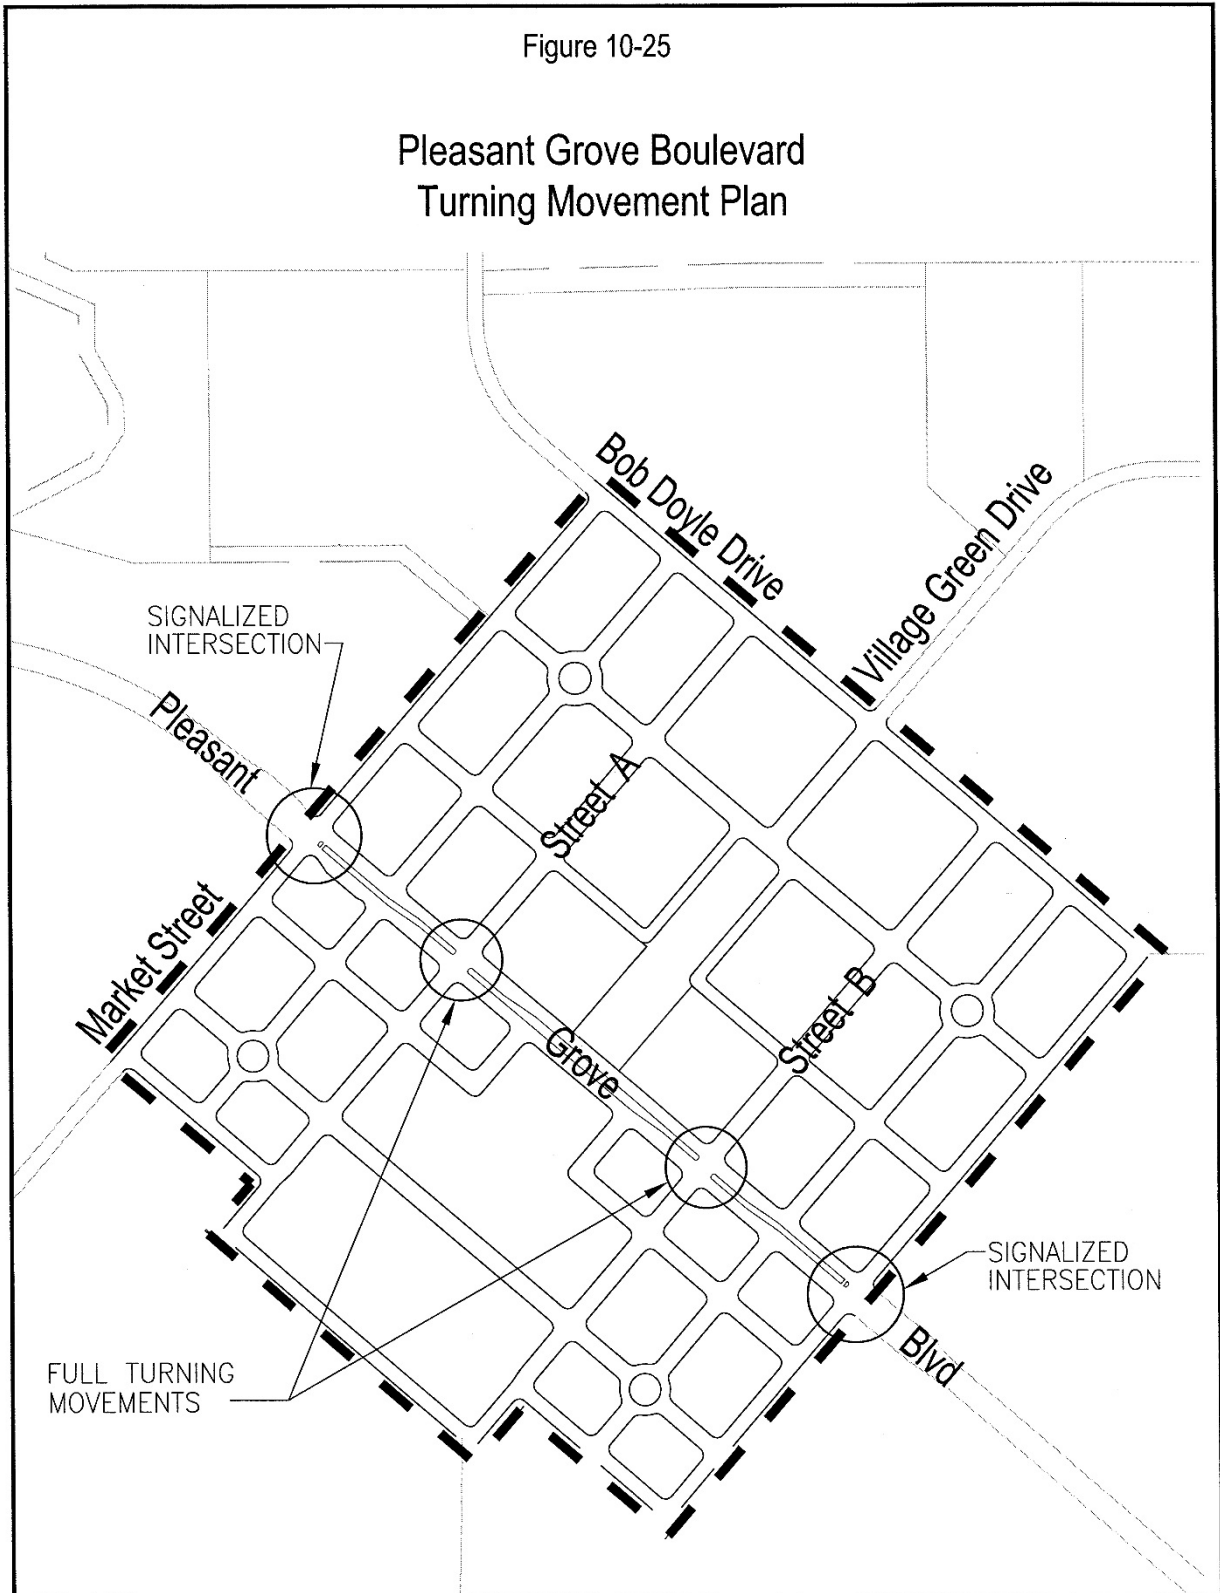 Figure 10-25
Pleasant Grove Boulevard
Turning Movement Plan
Bob Doyle Drive
Village Green Drive
SIGNALIZED
INTERSECTION
Pleasant
Street A
Market Street
Street B
Grove
SIGNALIZED
INTERSECTION
Blvd
FULL TURNING
MOVEMENTS